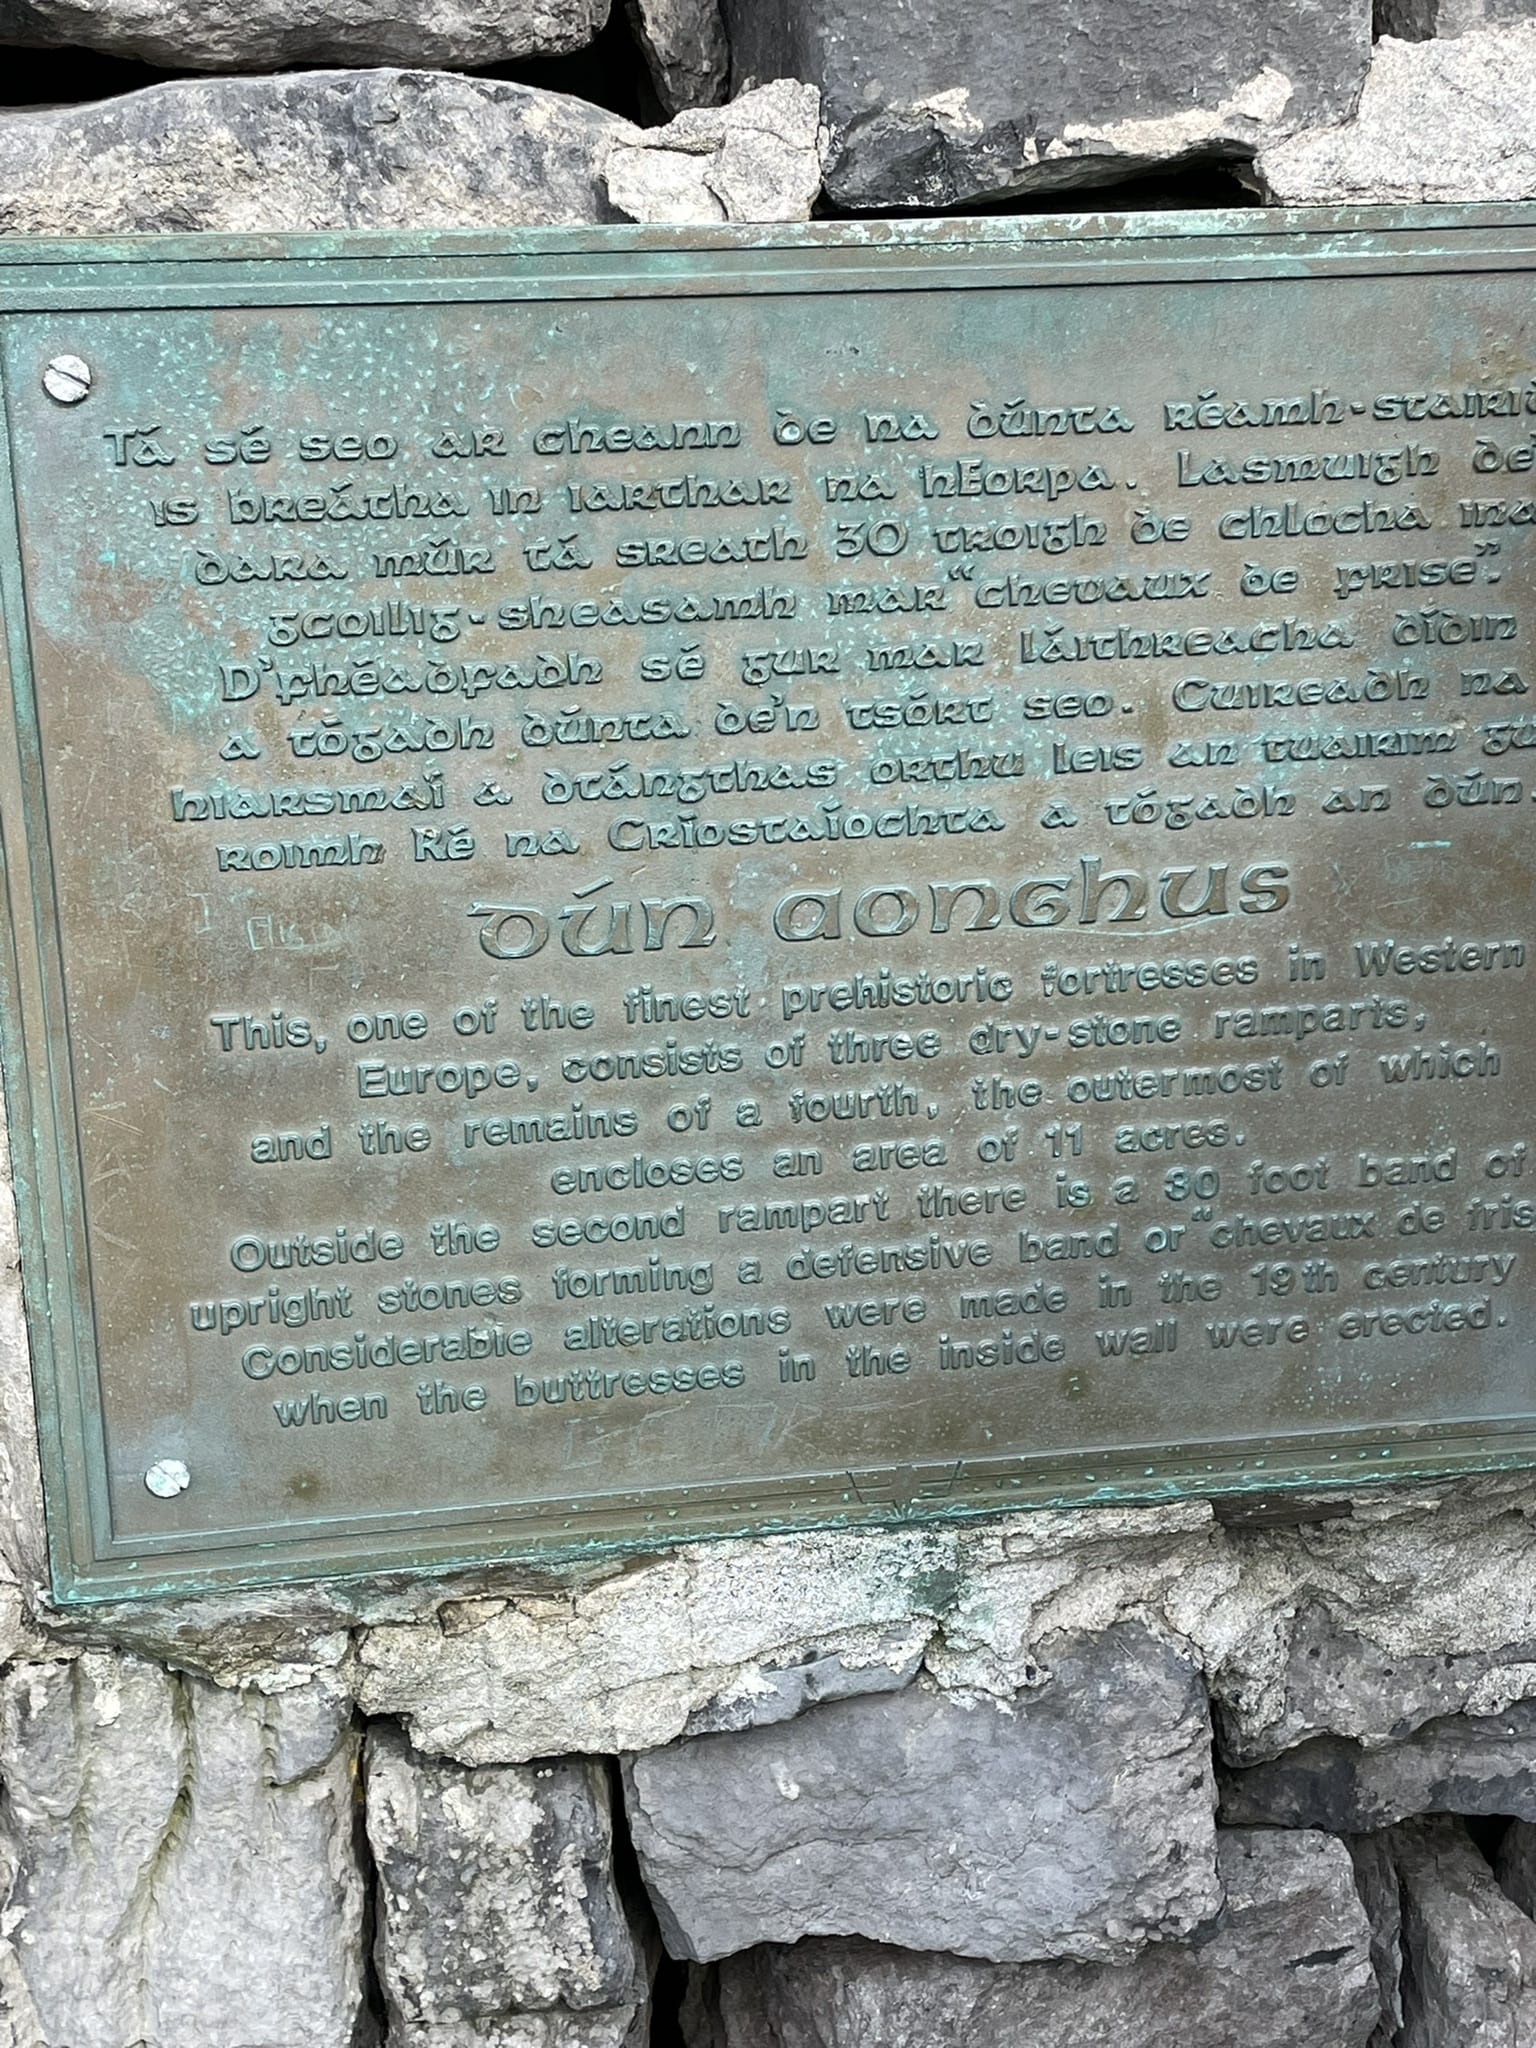 Tá sé seo ar cheann de na dúnta réamh-stairid
is breátha in iarthar na hEorpa. Lasmuigh de'
dara múr tá sreath 30 troigh de chlocha ina
gcoilig-sheasamh mar "chevaux de frise".
D'fhéadfadh sé gur mar láithreacha dídin
a tógadh dúnta de'n tsórt seo. Cuireadh na
hiarsmaí a dtángthas orthu leis an tuairim gu
roimh Ré na Críostaíochta a tógadh an dún
Dún Aonghus
This, one of the finest prehistoric fortresses in Western
Europe, consists of three dry-stone ramparts,
and the remains of a fourth, the outermost of which
encloses an area of 11 acres.
Outside the second rampart there is a 30 foot band of
upright stones forming a defensive band or "chevaux de fris
Considerable alterations were made in the 19th century
when the buttresses in the inside wall were erected.